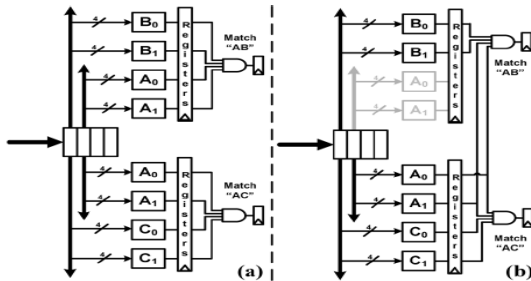 4 B0
4 B1
4 A0
4 A1
Registers
Match
"AB"
4 A0
4 A1
4 C0
4 C1
Registers
Match
"AC"
(a)
4 B0
4 B1
4 A0
4 A1
Registers
Match
"AB"
4 A0
4 A1
4 C0
4 C1
Registers
Match
"AC"
(b)